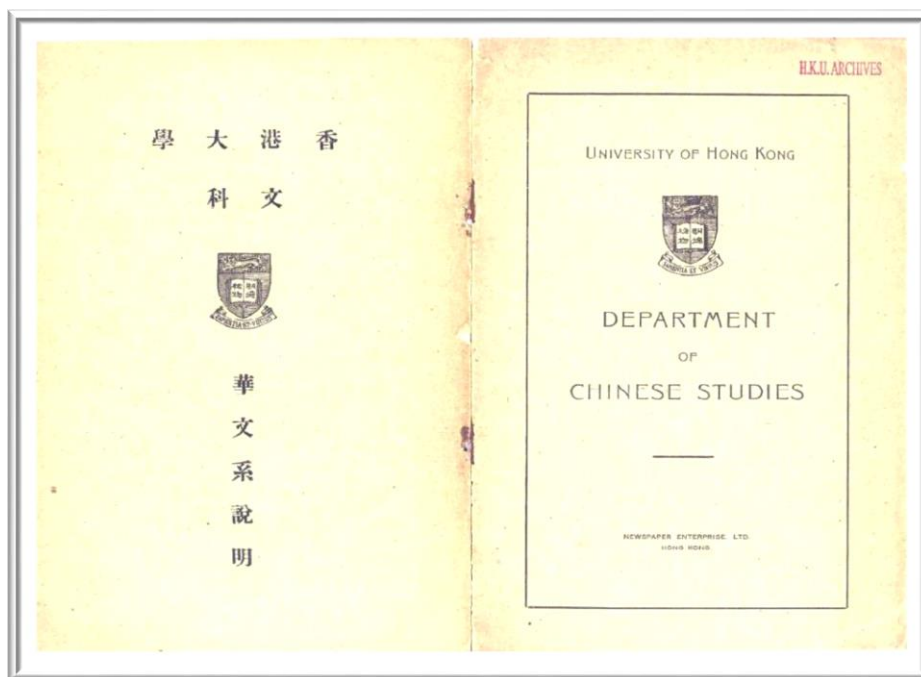 香港大學
文科
華文系說明
H.K.U. ARCHIVES
UNIVERSITY OF HONG KONG
DEPARTMENT
OF
CHINESE STUDIES
NEWSPAPER ENTERPRISE, LTD.
HONG KONG.